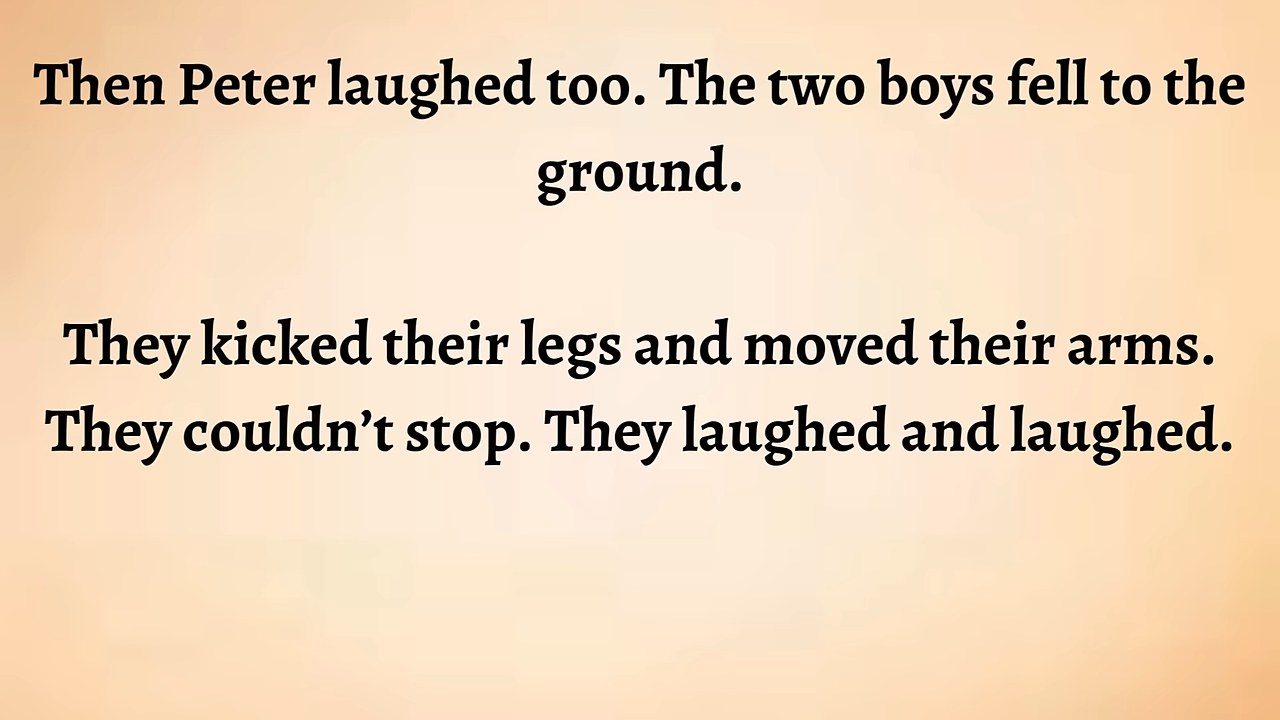 Then Peter laughed too. The two boys fell to the
ground.
They kicked their legs and moved their arms.
They couldn’t stop. They laughed and laughed.